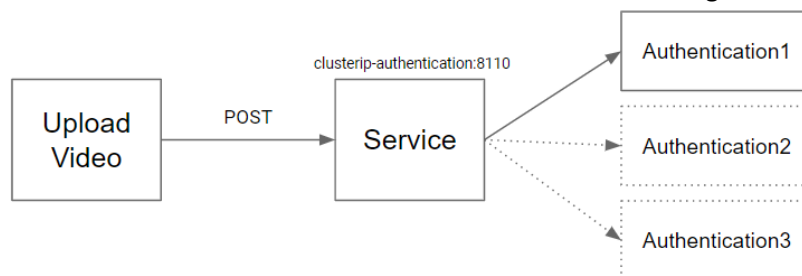 clusterip-authentication:8110
Authentication1
Upload
Video
POST
Service
Authentication2
Authentication3